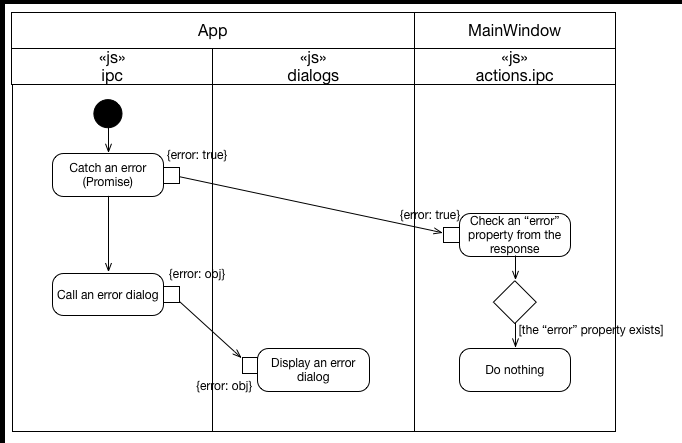 App
MainWindow
«js»
ipc
«js»
dialogs
«js»
actions.ipc
{error: true}
Catch an error
(Promise)
{error: true}
Check an “error”
property from the
response
{error: obj}
Call an error dialog
[the “error” property exists]
Display an error
dialog
{error: obj}
Do nothing